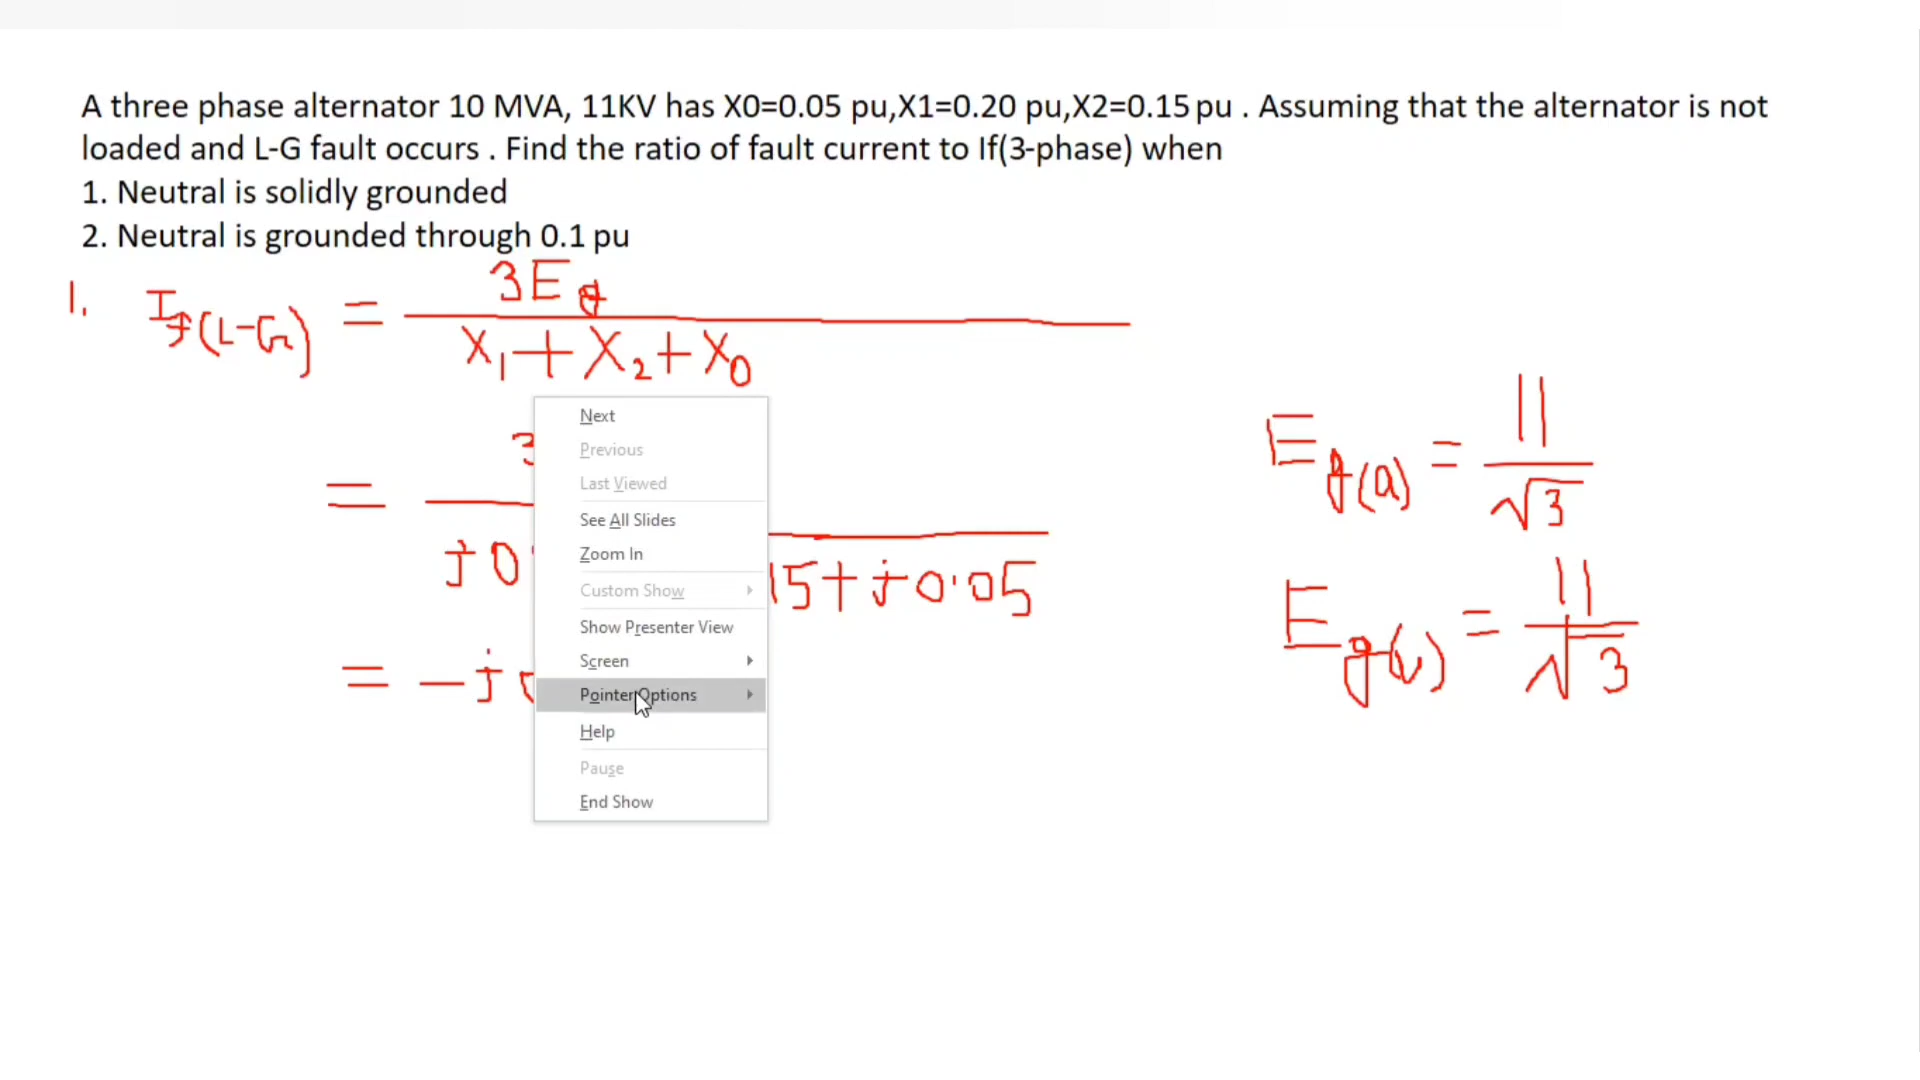 A three phase alternator 10 MVA, 11KV has X0=0.05 pu,X1=0.20 pu,X2=0.15 pu . Assuming that the alternator is not
loaded and L-G fault occurs . Find the ratio of fault current to If(3-phase) when
1. Neutral is solidly grounded
2. Neutral is grounded through 0.1 pu
1. If(L-G) = 3Eg
X1+X2+X0
= 3
j0 15+j0.05
= -j0
Next
Previous
Last Viewed
See All Slides
Zoom In
Custom Show
Show Presenter View
Screen
Pointer Options
Help
Pause
End Show
Eg(a) = 11
√3
Eg(v) = 11
√3